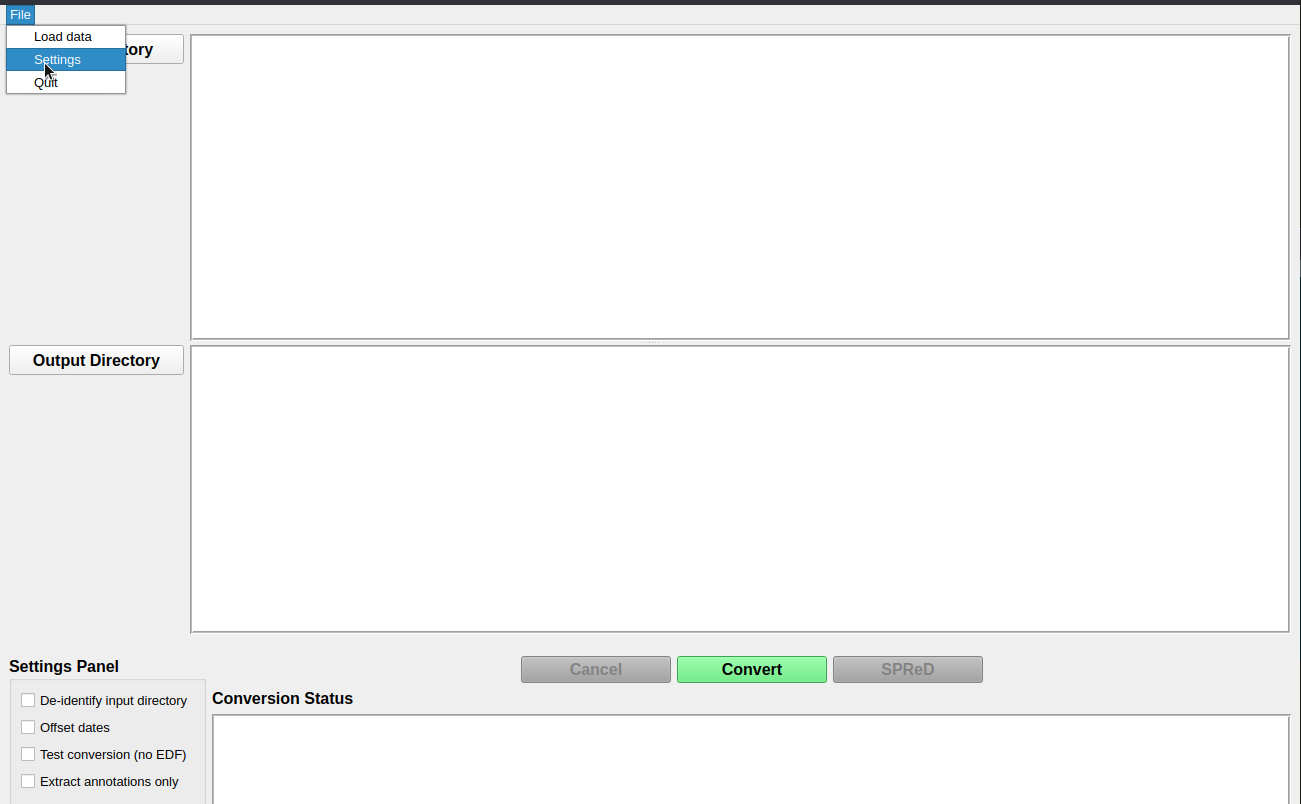 File
Load data
Settings
Quit
tory
Output Directory
Settings Panel
De-identify input directory
Offset dates
Test conversion (no EDF)
Extract annotations only
Cancel
Convert
SPReD
Conversion Status